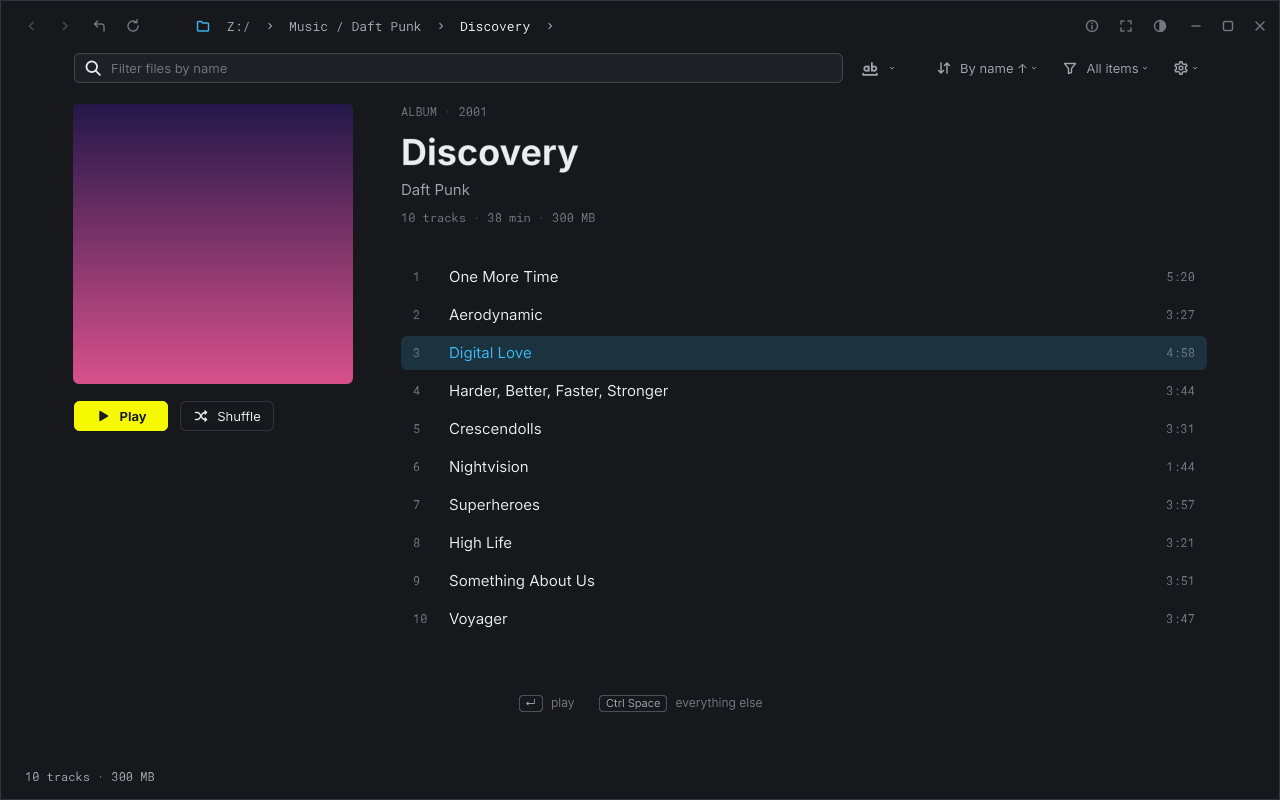 Z:/ › Music / Daft Punk › Discovery ›
Filter files by name
ab
By name ↑
All items
ALBUM · 2001
Discovery
Daft Punk
10 tracks · 38 min · 300 MB
1 One More Time 5:20
2 Aerodynamic 3:27
3 Digital Love 4:58
4 Harder, Better, Faster, Stronger 3:44
5 Crescendolls 3:31
6 Nightvision 1:44
7 Superheroes 3:57
8 High Life 3:21
9 Something About Us 3:51
10 Voyager 3:47
Play
Shuffle
↵ play Ctrl Space everything else
10 tracks · 300 MB